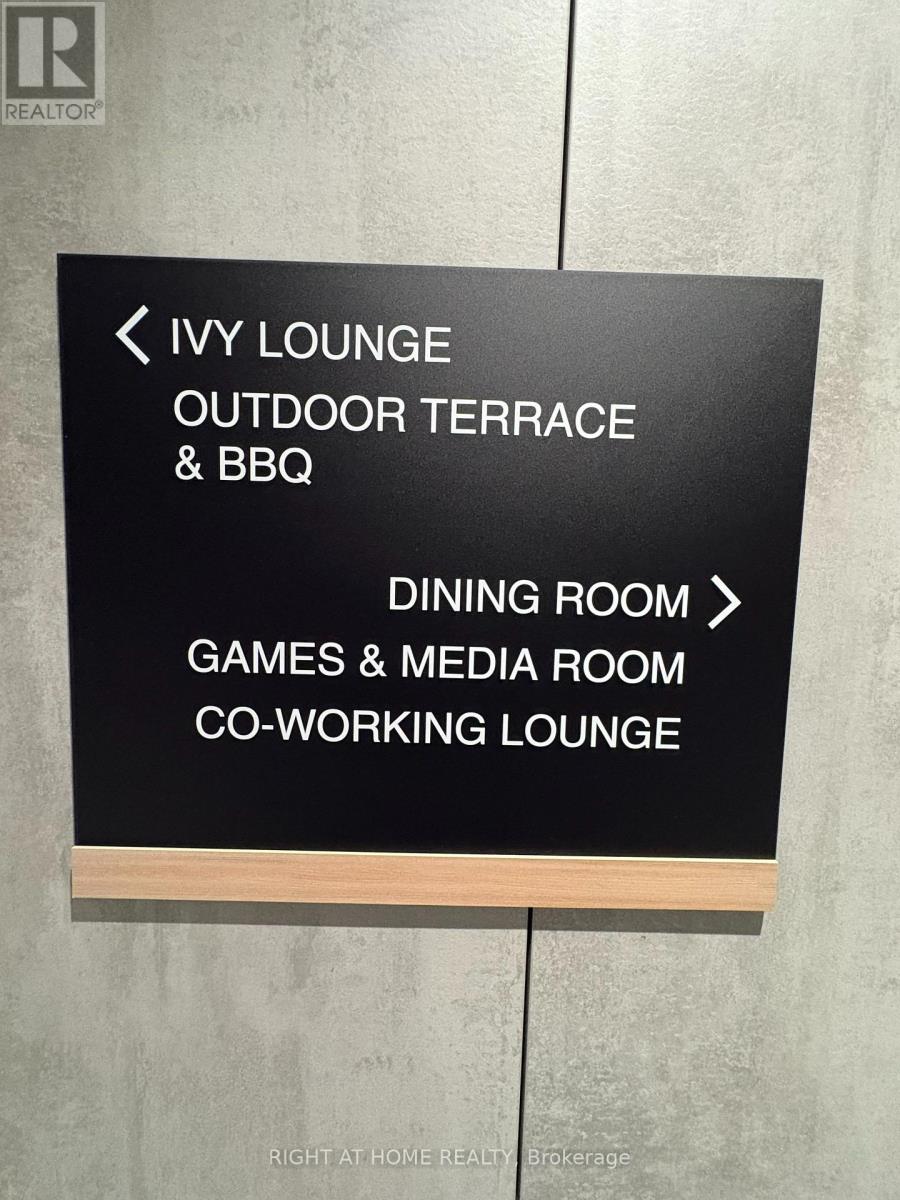 R
REALTOR®
IVY LOUNGE
OUTDOOR TERRACE
& BBQ
DINING ROOM
GAMES & MEDIA ROOM
CO-WORKING LOUNGE
RIGHT AT HOME REALTY, Brokerage